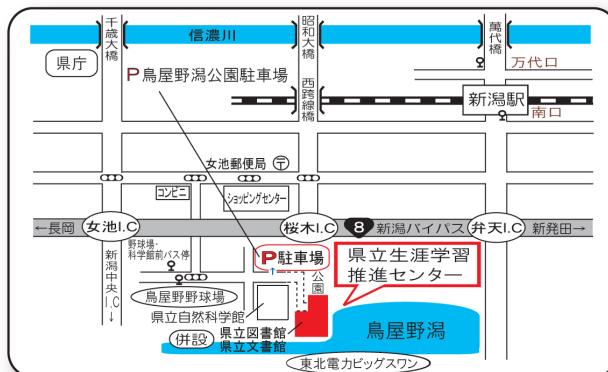 千歳大橋
信濃川
昭和大橋
萬代橋
県庁
P鳥屋野潟公園駐車場
西跨線橋
万代口
新潟駅
南口
女池郵便局 〒
コンビニ
ショッピングセンター
←長岡
女池I.C
桜木I.C
8
新潟バイパス
弁天I.C
新発田→
野球場・
科学館前バス停
新潟中央I.C↓
P駐車場
公園
県立生涯学習
推進センター
鳥屋野野球場
県立自然科学館
併設
県立図書館
県立文書館
鳥屋野潟
東北電力ビッグスワン